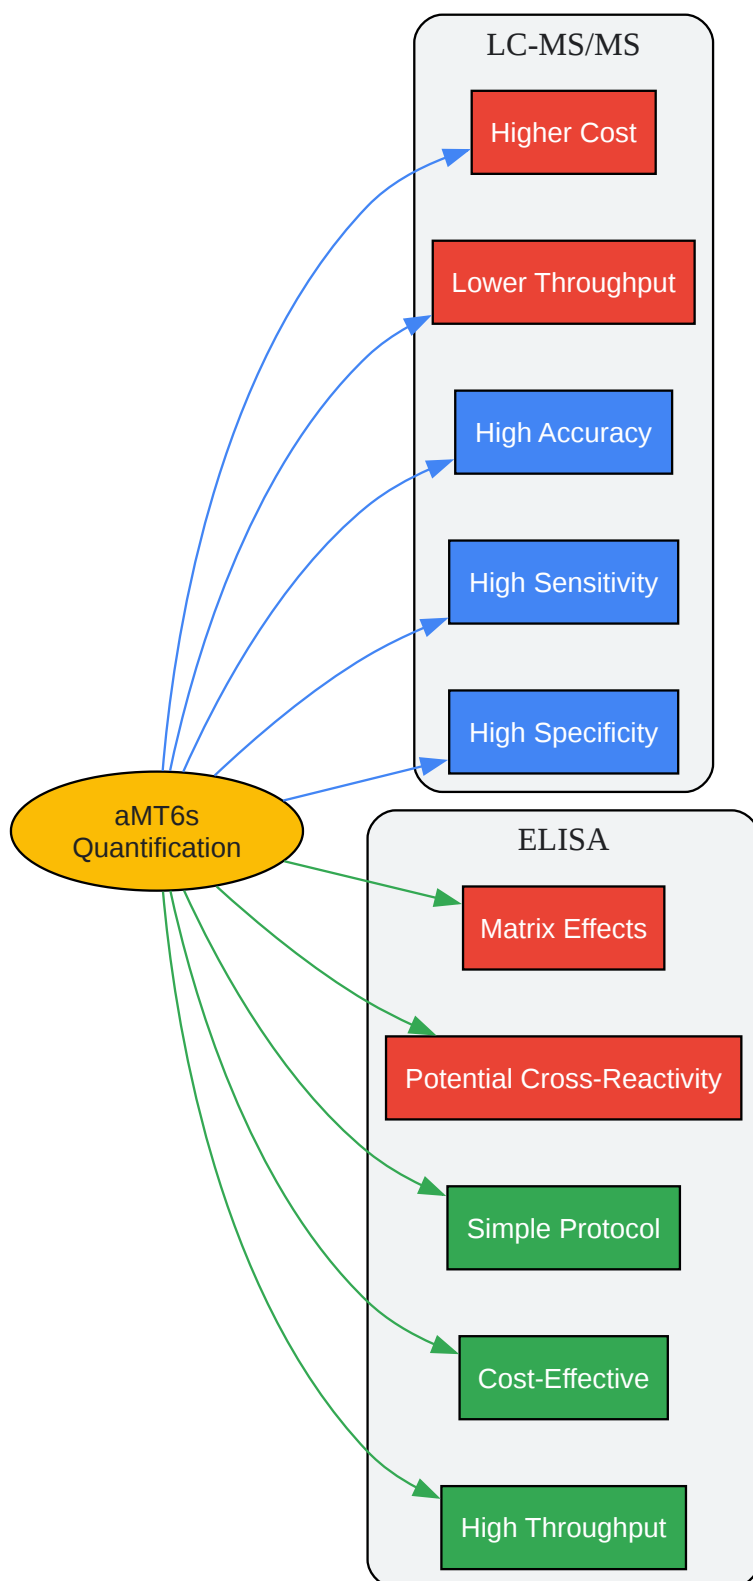 LC-MS/MS
Higher Cost
Lower Throughput
High Accuracy
High Sensitivity
High Specificity
aMT6s
Quantification
ELISA
Matrix Effects
Potential Cross-Reactivity
Simple Protocol
Cost-Effective
High Throughput